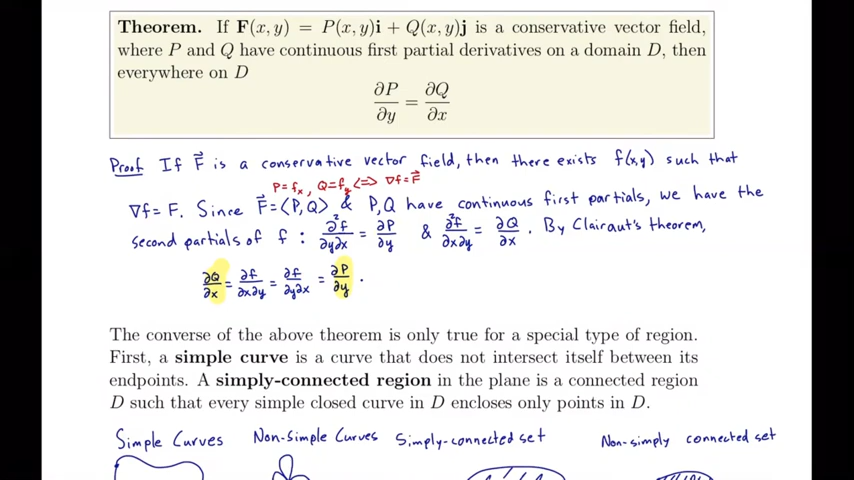 Theorem. If F(x, y) = P(x, y)i + Q(x, y)j is a conservative vector field,
where P and Q have continuous first partial derivatives on a domain D, then
everywhere on D
∂P/∂y = ∂Q/∂x
Proof If F⃗ is a conservative vector field, then there exists f(x,y) such that
P=fₓ, Q=f_y <=> ∇f=F⃗
∇f=F. Since F⃗=⟨P,Q⟩ & P,Q have continuous first partials, we have the
second partials of f : ∂²f/∂y∂x = ∂P/∂y & ∂²f/∂x∂y = ∂Q/∂x. By Clairaut's theorem,
∂Q/∂x = ∂f/∂x∂y = ∂f/∂y∂x = ∂P/∂y.
The converse of the above theorem is only true for a special type of region.
First, a simple curve is a curve that does not intersect itself between its
endpoints. A simply-connected region in the plane is a connected region
D such that every simple closed curve in D encloses only points in D.
Simple Curves Non-Simple Curves Simply-connected set Non-simply connected set